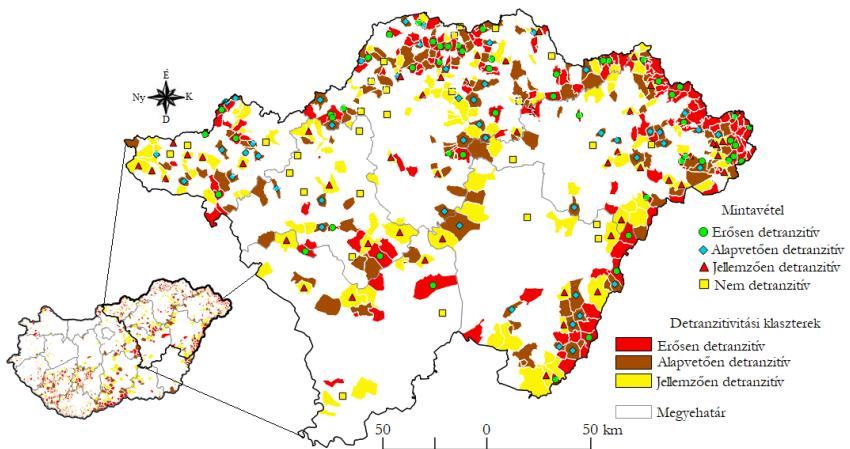 É
Ny K
D
Mintavétel
Erősen detranzitív
Alapvetően detranzitív
Jellemzően detranzitív
Nem detranzitív
Detranzitivitási klaszterek
Erősen detranzitív
Alapvetően detranzitív
Jellemzően detranzitív
Megyehatár
50 0 50 km